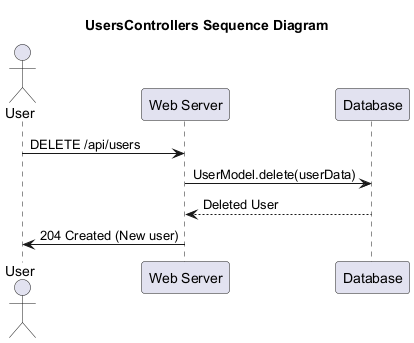 UsersControllers Sequence Diagram
User
Web Server
Database
DELETE /api/users
UserModel.delete(userData)
Deleted User
204 Created (New user)
User
Web Server
Database